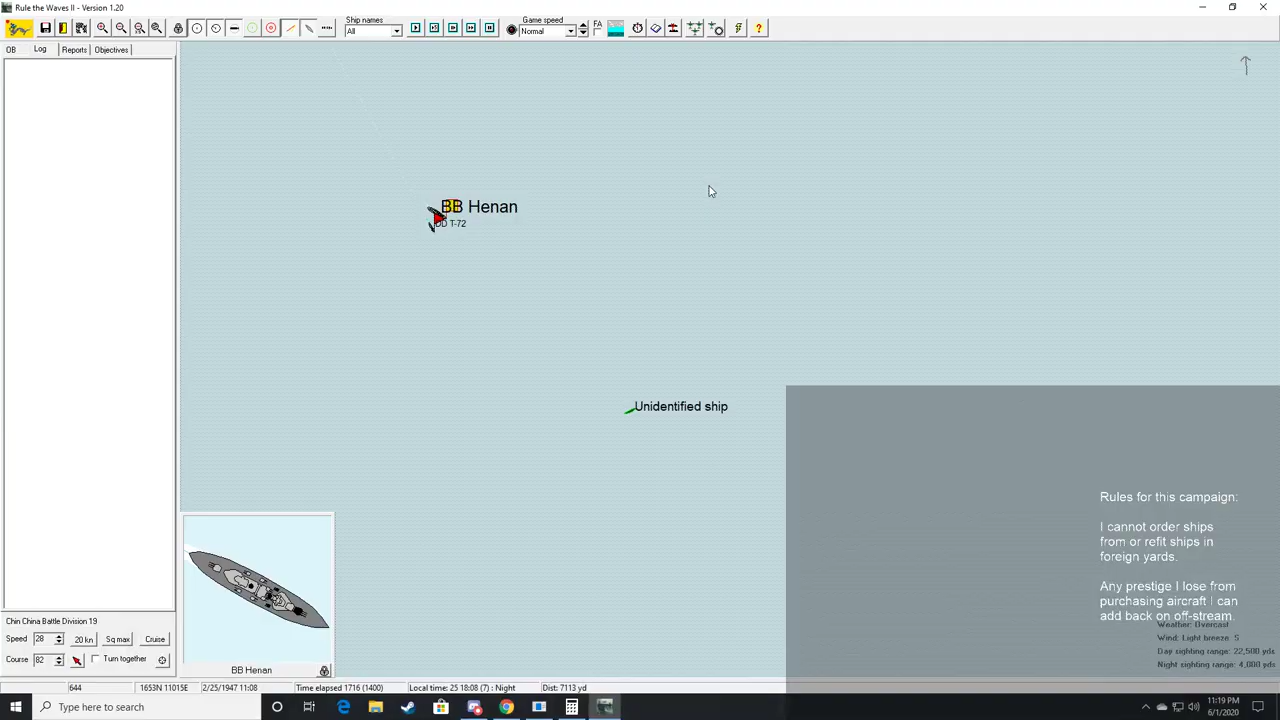 Rule the Waves II - Version 1.20
Ship names
All
Game speed
Normal
FA
OB
Log
Reports
Objectives
BB Henan
DD T-72
Unidentified ship
Rules for this campaign:
I cannot order ships
from or refit ships in
foreign yards.
Any prestige I lose from
purchasing aircraft I can
add back on off-stream.
Weather: Overcast
Wind: Light breeze S
Day sighting range: 22,500 yds
Night sighting range: 4,000 yds
Chin China Battle Division 19
Speed 28 20 kn Sq max Cruise
Course 82 Turn together
BB Henan
644
1653N 11015E
2/25/1947 11:08
Time elapsed 1716 (1400)
Local time: 25 18:08 (7) : Night
Dist: 7113 yd
Type here to search
11:19 PM
6/1/2020